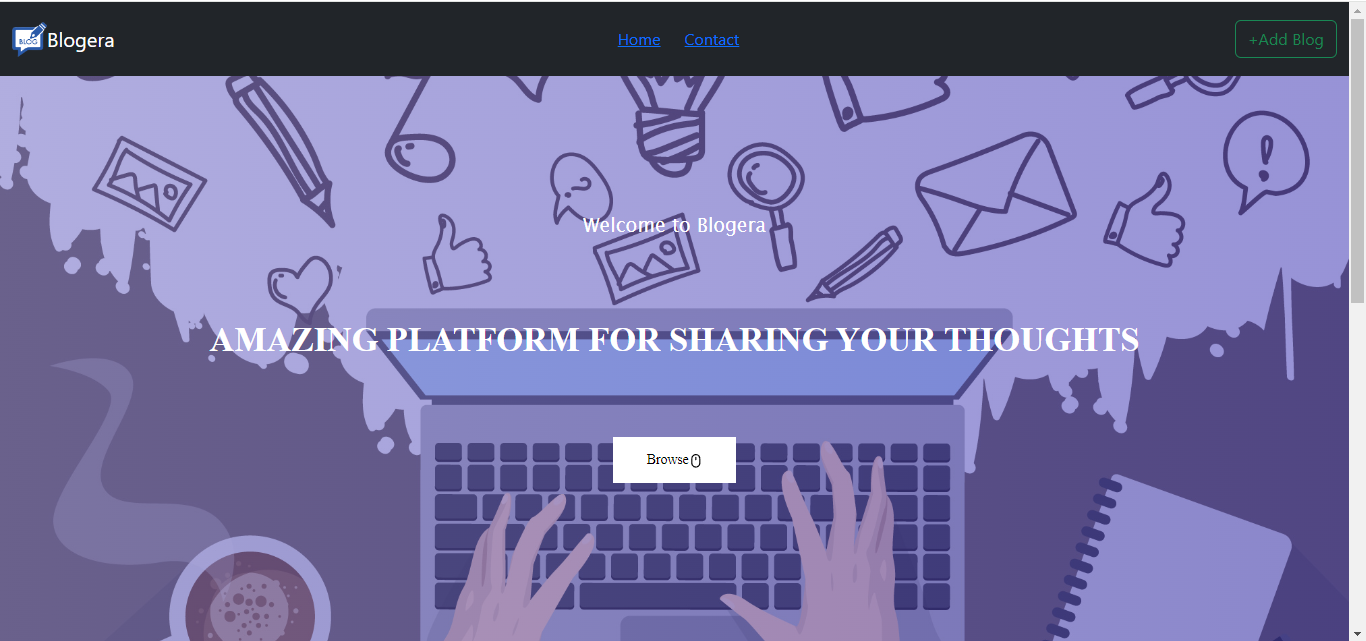 BLOG
Blogera
Home
Contact
+Add Blog
Welcome to Blogera
AMAZING PLATFORM FOR SHARING YOUR THOUGHTS
Browse